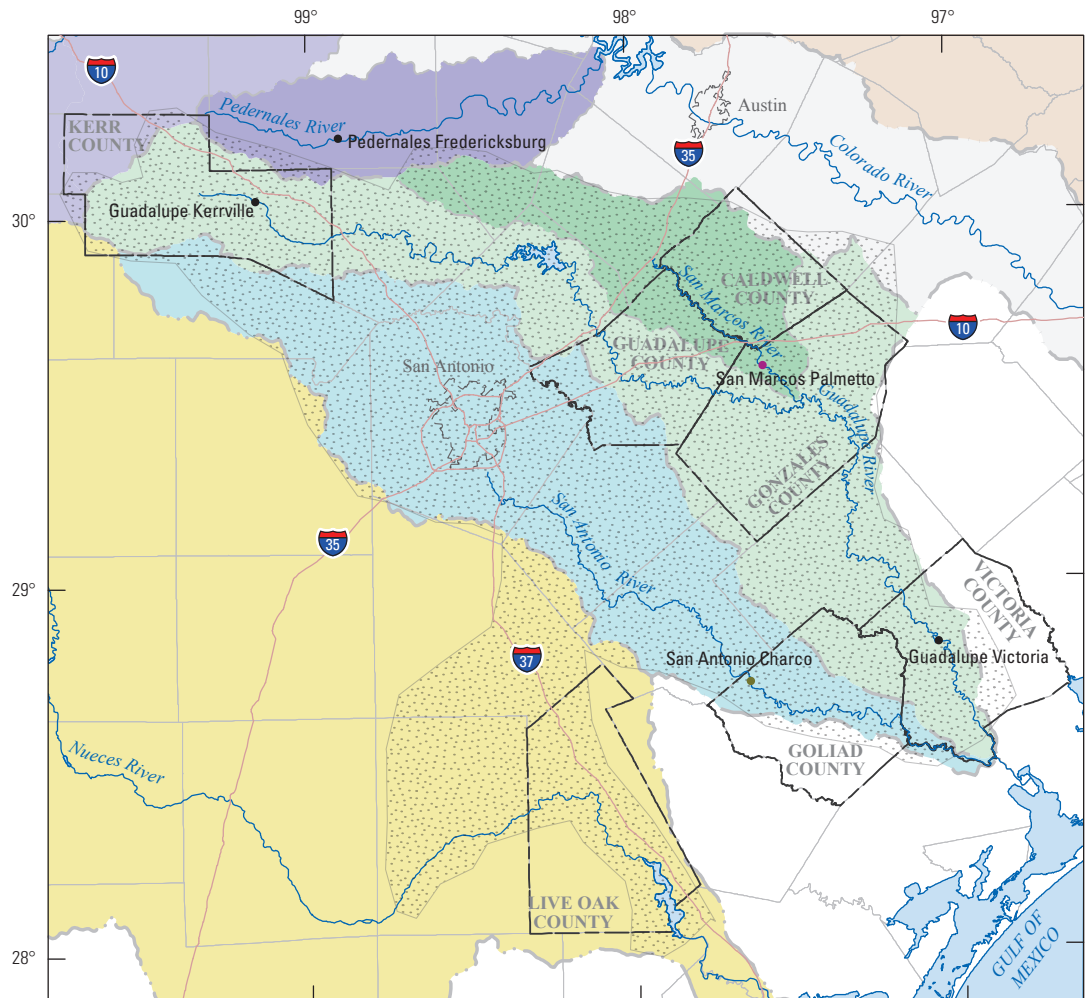 99°
98°
97°
10
Austin
Pedernales River
KERR
COUNTY
Pedernales Fredericksburg
35
Colorado River
Guadalupe Kerrville
30°
San Marcos River
CALDWELL
COUNTY
10
GUADALUPE
COUNTY
San Antonio
San Marcos Palmetto
Guadalupe River
GONZALES
COUNTY
San Antonio River
35
29°
VICTORIA
COUNTY
37
San Antonio Charco
Guadalupe Victoria
Nueces River
GOLIAD
COUNTY
LIVE OAK
COUNTY
GULF OF
MEXICO
28°